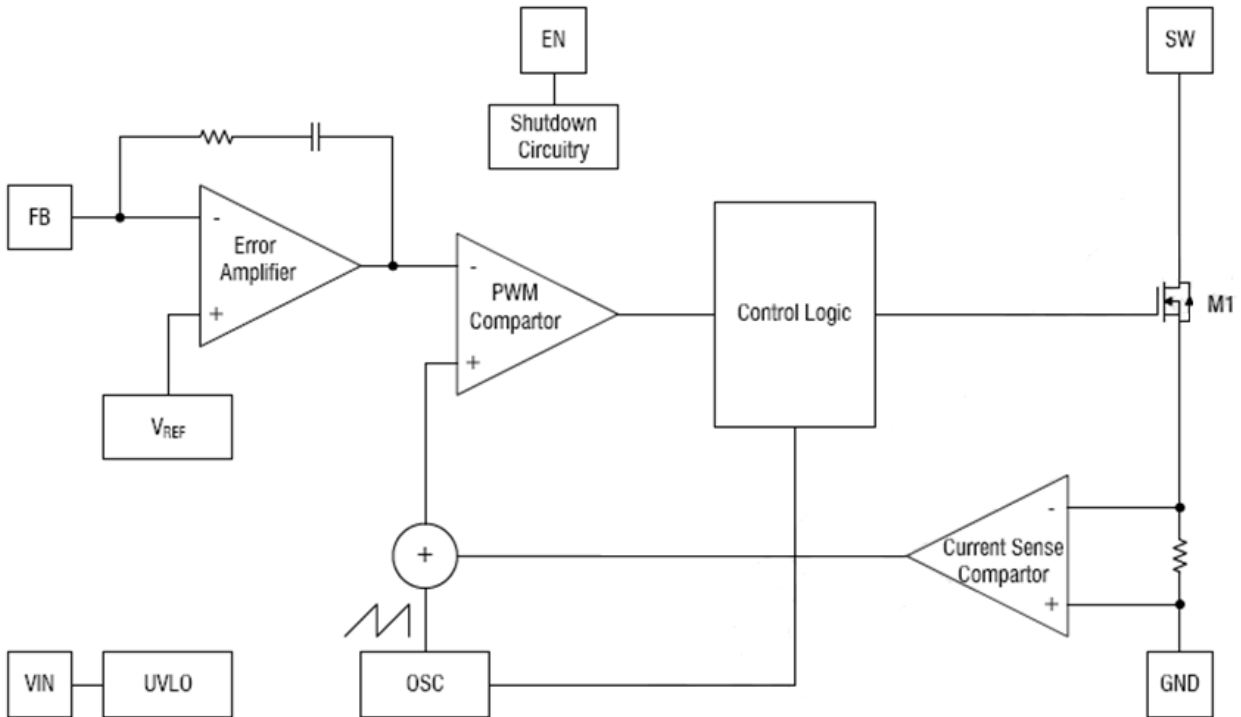 EN
SW
Shutdown
Circuitry
FB
-
Error
Amplifier
+
-
PWM
Compartor
+
Control Logic
M1
VREF
-
Current Sense
Compartor
+
+
VIN
UVLO
OSC
GND